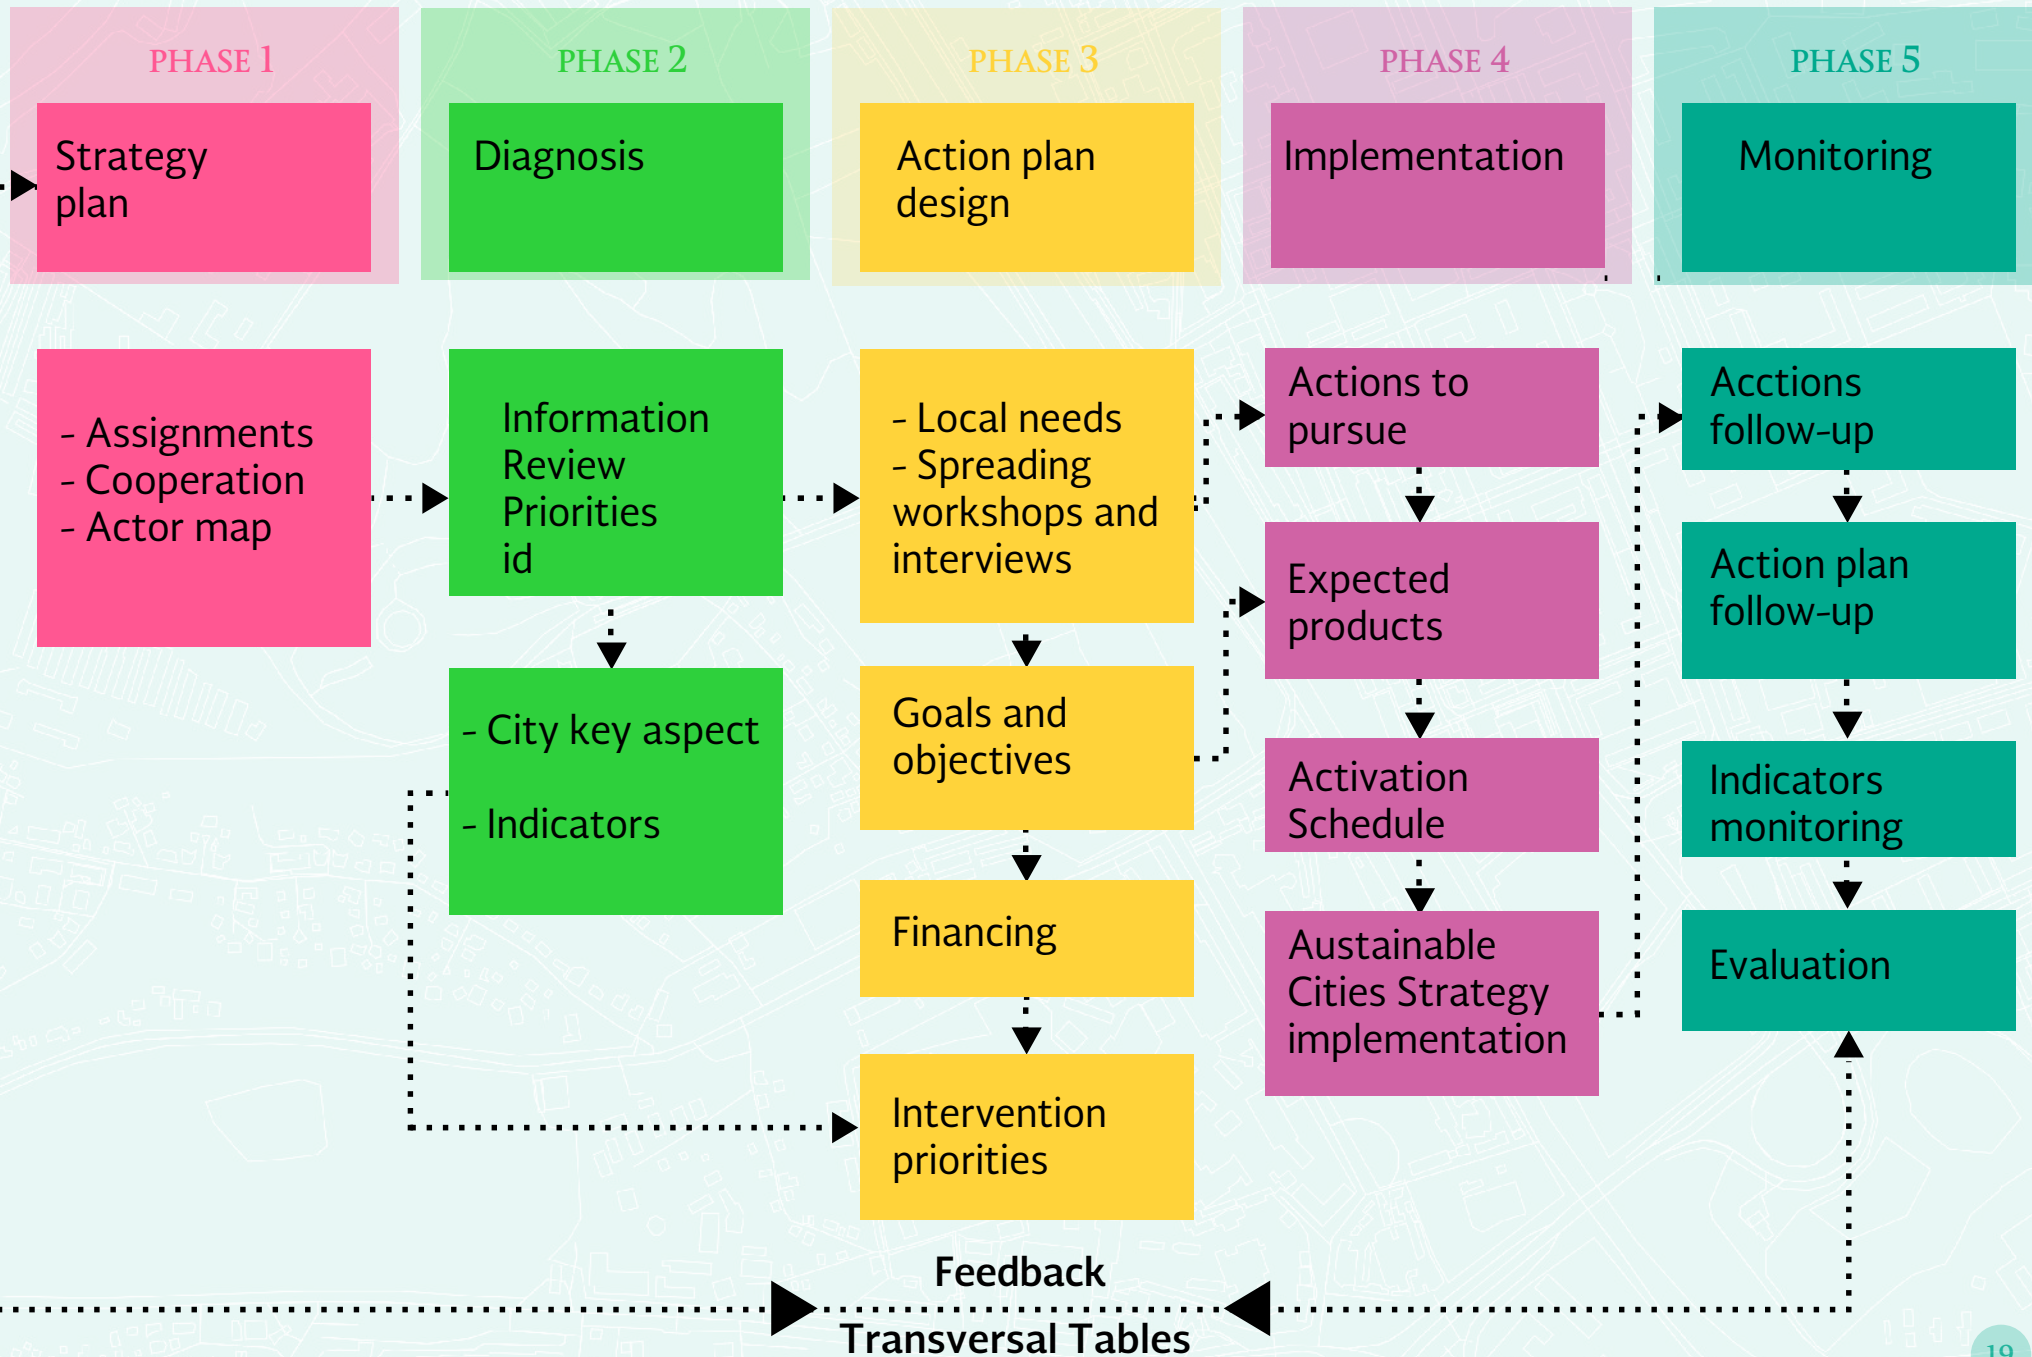 PHASE 1
Strategy
plan
- Assignments
- Cooperation
- Actor map
PHASE 2
Diagnosis
Information
Review
Priorities
id
- City key aspect
- Indicators
PHASE 3
Action plan
design
- Local needs
- Spreading
workshops and
interviews
Goals and
objectives
Financing
Intervention
priorities
PHASE 4
Implementation
Actions to
pursue
Expected
products
Activation
Schedule
Austainable
Cities Strategy
implementation
PHASE 5
Monitoring
Acctions
follow-up
Action plan
follow-up
Indicators
monitoring
Evaluation
Feedback
Transversal Tables
19